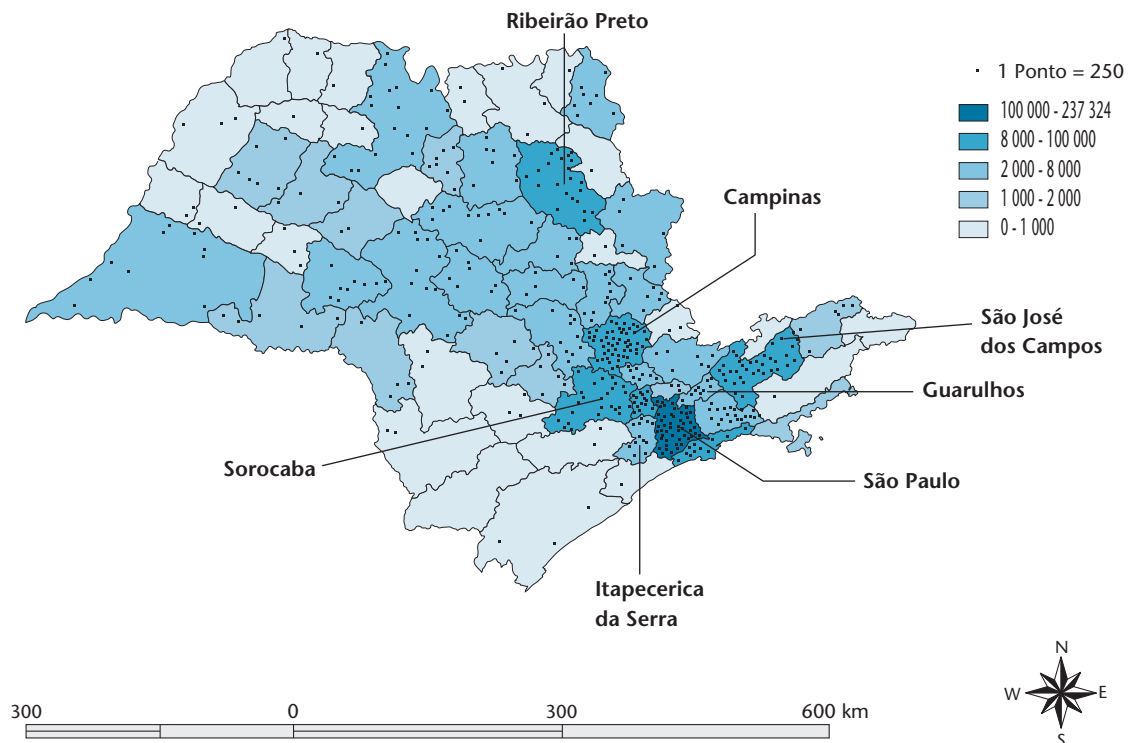 Ribeirão Preto
1 Ponto = 250
100 000 - 237 324
8 000 - 100 000
2 000 - 8 000
1 000 - 2 000
0 - 1 000
Campinas
São José
dos Campos
Guarulhos
Sorocaba
São Paulo
Itapecerica
da Serra
N
W
E
S
300
0
300
600 km